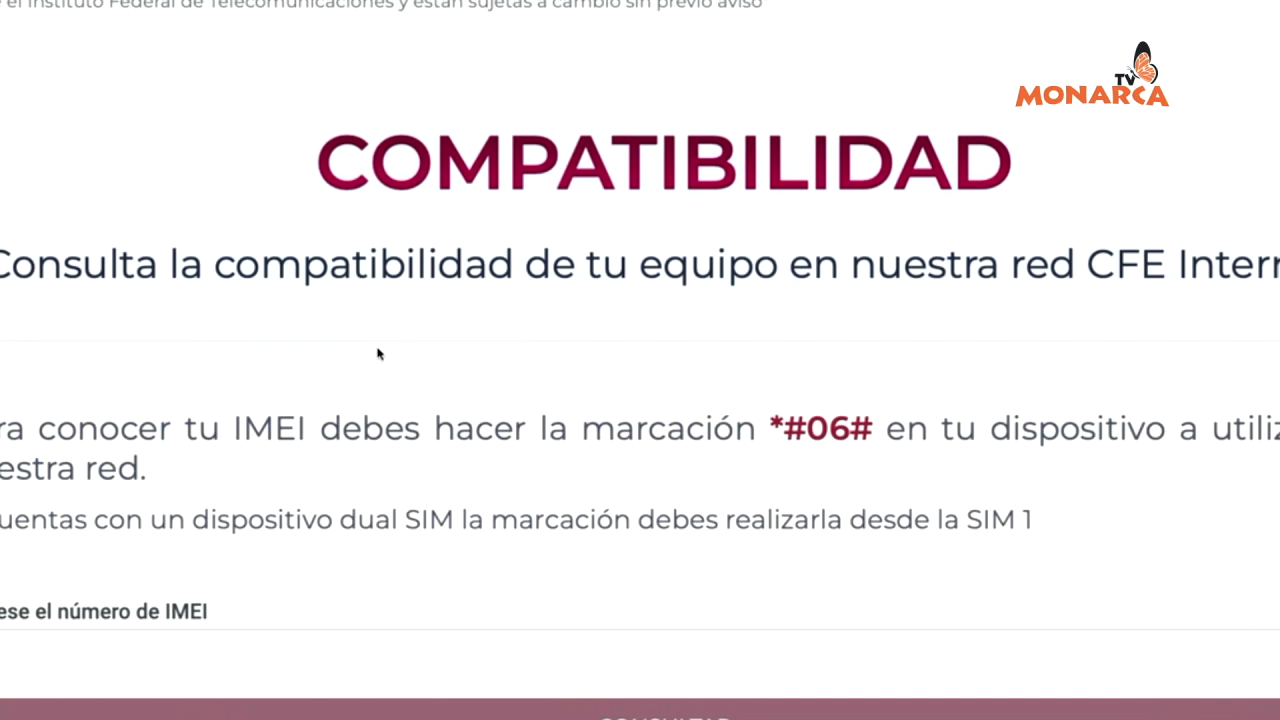 el Instituto Federal de Telecomunicaciones y están sujetas a cambio sin previo aviso
TV
MONARCA
COMPATIBILIDAD
Consulta la compatibilidad de tu equipo en nuestra red CFE Intern
ra conocer tu IMEI debes hacer la marcación *#06# en tu dispositivo a utiliz
estra red.
uentas con un dispositivo dual SIM la marcación debes realizarla desde la SIM 1
ese el número de IMEI